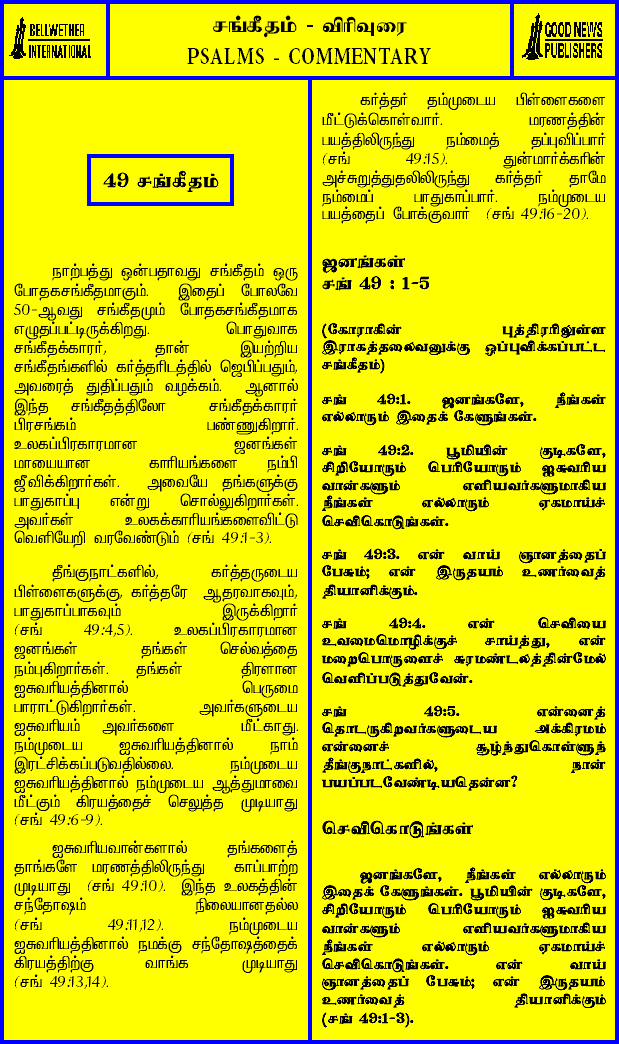 BELLWETHER
INTERNATIONAL
சங்கீதம் - விரிவுரை
PSALMS - COMMENTARY
GOOD NEWS
PUBLISHERS
49 சங்கீதம்
நாற்பத்து ஒன்பதாவது சங்கீதம் ஒரு
போதகசங்கீதமாகும். இதைப் போலவே
50-ஆவது சங்கீதமும் போதகசங்கீதமாக
எழுதப்பட்டிருக்கிறது. பொதுவாக
சங்கீதக்காரர், தான் இயற்றிய
சங்கீதங்களில் கர்த்தரிடத்தில் ஜெபிப்பதும்,
அவரைத் துதிப்பதும் வழக்கம். ஆனால்
இந்த சங்கீதத்திலோ சங்கீதக்காரர்
பிரசங்கம் பண்ணுகிறார்.
உலகப்பிரகாரமான ஜனங்கள்
மாயையான காரியங்களை நம்பி
ஜீவிக்கிறார்கள். அவையே தங்களுக்கு
பாதுகாப்பு என்று சொல்லுகிறார்கள்.
அவர்கள் உலகக்காரியங்களைவிட்டு
வெளியேறி வரவேண்டும் (சங் 49:1-3).
தீங்குநாட்களில், கர்த்தருடைய
பிள்ளைகளுக்கு, கர்த்தரே ஆதரவாகவும்,
பாதுகாப்பாகவும் இருக்கிறார்
(சங் 49:4,5). உலகப்பிரகாரமான
ஜனங்கள் தங்கள் செல்வத்தை
நம்புகிறார்கள். தங்கள் திரளான
ஐசுவரியத்தினால் பெருமை
பாராட்டுகிறார்கள். அவர்களுடைய
ஐசுவரியம் அவர்களை மீட்காது.
நம்முடைய ஐசுவரியத்தினால் நாம்
இரட்சிக்கப்படுவதில்லை. நம்முடைய
ஐசுவரியத்தினால் நம்முடைய ஆத்துமாவை
மீட்கும் கிரயத்தைச் செலுத்த முடியாது
(சங் 49:6-9).
ஐசுவரியவான்களால் தங்களைத்
தாங்களே மரணத்திலிருந்து காப்பாற்ற
முடியாது (சங் 49:10). இந்த உலகத்தின்
சந்தோஷம் நிலையானதல்ல
(சங் 49:11,12). நம்முடைய
ஐசுவரியத்தினால் நமக்கு சந்தோஷத்தைக்
கிரயத்திற்கு வாங்க முடியாது
(சங் 49:13,14).
கர்த்தர் தம்முடைய பிள்ளைகளை
மீட்டுக்கொள்வார். மரணத்தின்
பயத்திலிருந்து நம்மைத் தப்புவிப்பார்
(சங் 49:15). துன்மார்க்கரின்
அச்சுறுத்துதலிலிருந்து கர்த்தர் தாமே
நம்மைப் பாதுகாப்பார். நம்முடைய
பயத்தைப் போக்குவார் (சங் 49:16-20).
ஜனங்கள்
சங் 49 : 1-5
(கோராகின் புத்திரரிலுள்ள
இராகத்தலைவனுக்கு ஒப்புவிக்கப்பட்ட
சங்கீதம்)
சங் 49:1. ஜனங்களே, நீங்கள்
எல்லாரும் இதைக் கேளுங்கள்.
சங் 49:2. பூமியின் குடிகளே,
சிறியோரும் பெரியோரும் ஐசுவரிய
வான்களும் எளியவர்களுமாகிய
நீங்கள் எல்லாரும் ஏகமாய்ச்
செவிகொடுங்கள்.
சங் 49:3. என் வாய் ஞானத்தைப்
பேசும்; என் இருதயம் உணர்வைத்
தியானிக்கும்.
சங் 49:4. என் செவியை
உவமைமொழிக்குச் சாய்த்து, என்
மறைபொருளைச் சுரமண்டலத்தின்மேல்
வெளிப்படுத்துவேன்.
சங் 49:5. என்னைத்
தொடருகிறவர்களுடைய அக்கிரமம்
என்னைச் சூழ்ந்துகொள்ளுந்
தீங்குநாட்களில், நான்
பயப்படவேண்டியதென்ன?
செவிகொடுங்கள்
ஜனங்களே, நீங்கள் எல்லாரும்
இதைக் கேளுங்கள். பூமியின் குடிகளே,
சிறியோரும் பெரியோரும் ஐசுவரிய
வான்களும் எளியவர்களுமாகிய
நீங்கள் எல்லாரும் ஏகமாய்ச்
செவிகொடுங்கள். என் வாய்
ஞானத்தைப் பேசும்; என் இருதயம்
உணர்வைத் தியானிக்கும்
(சங் 49:1-3).